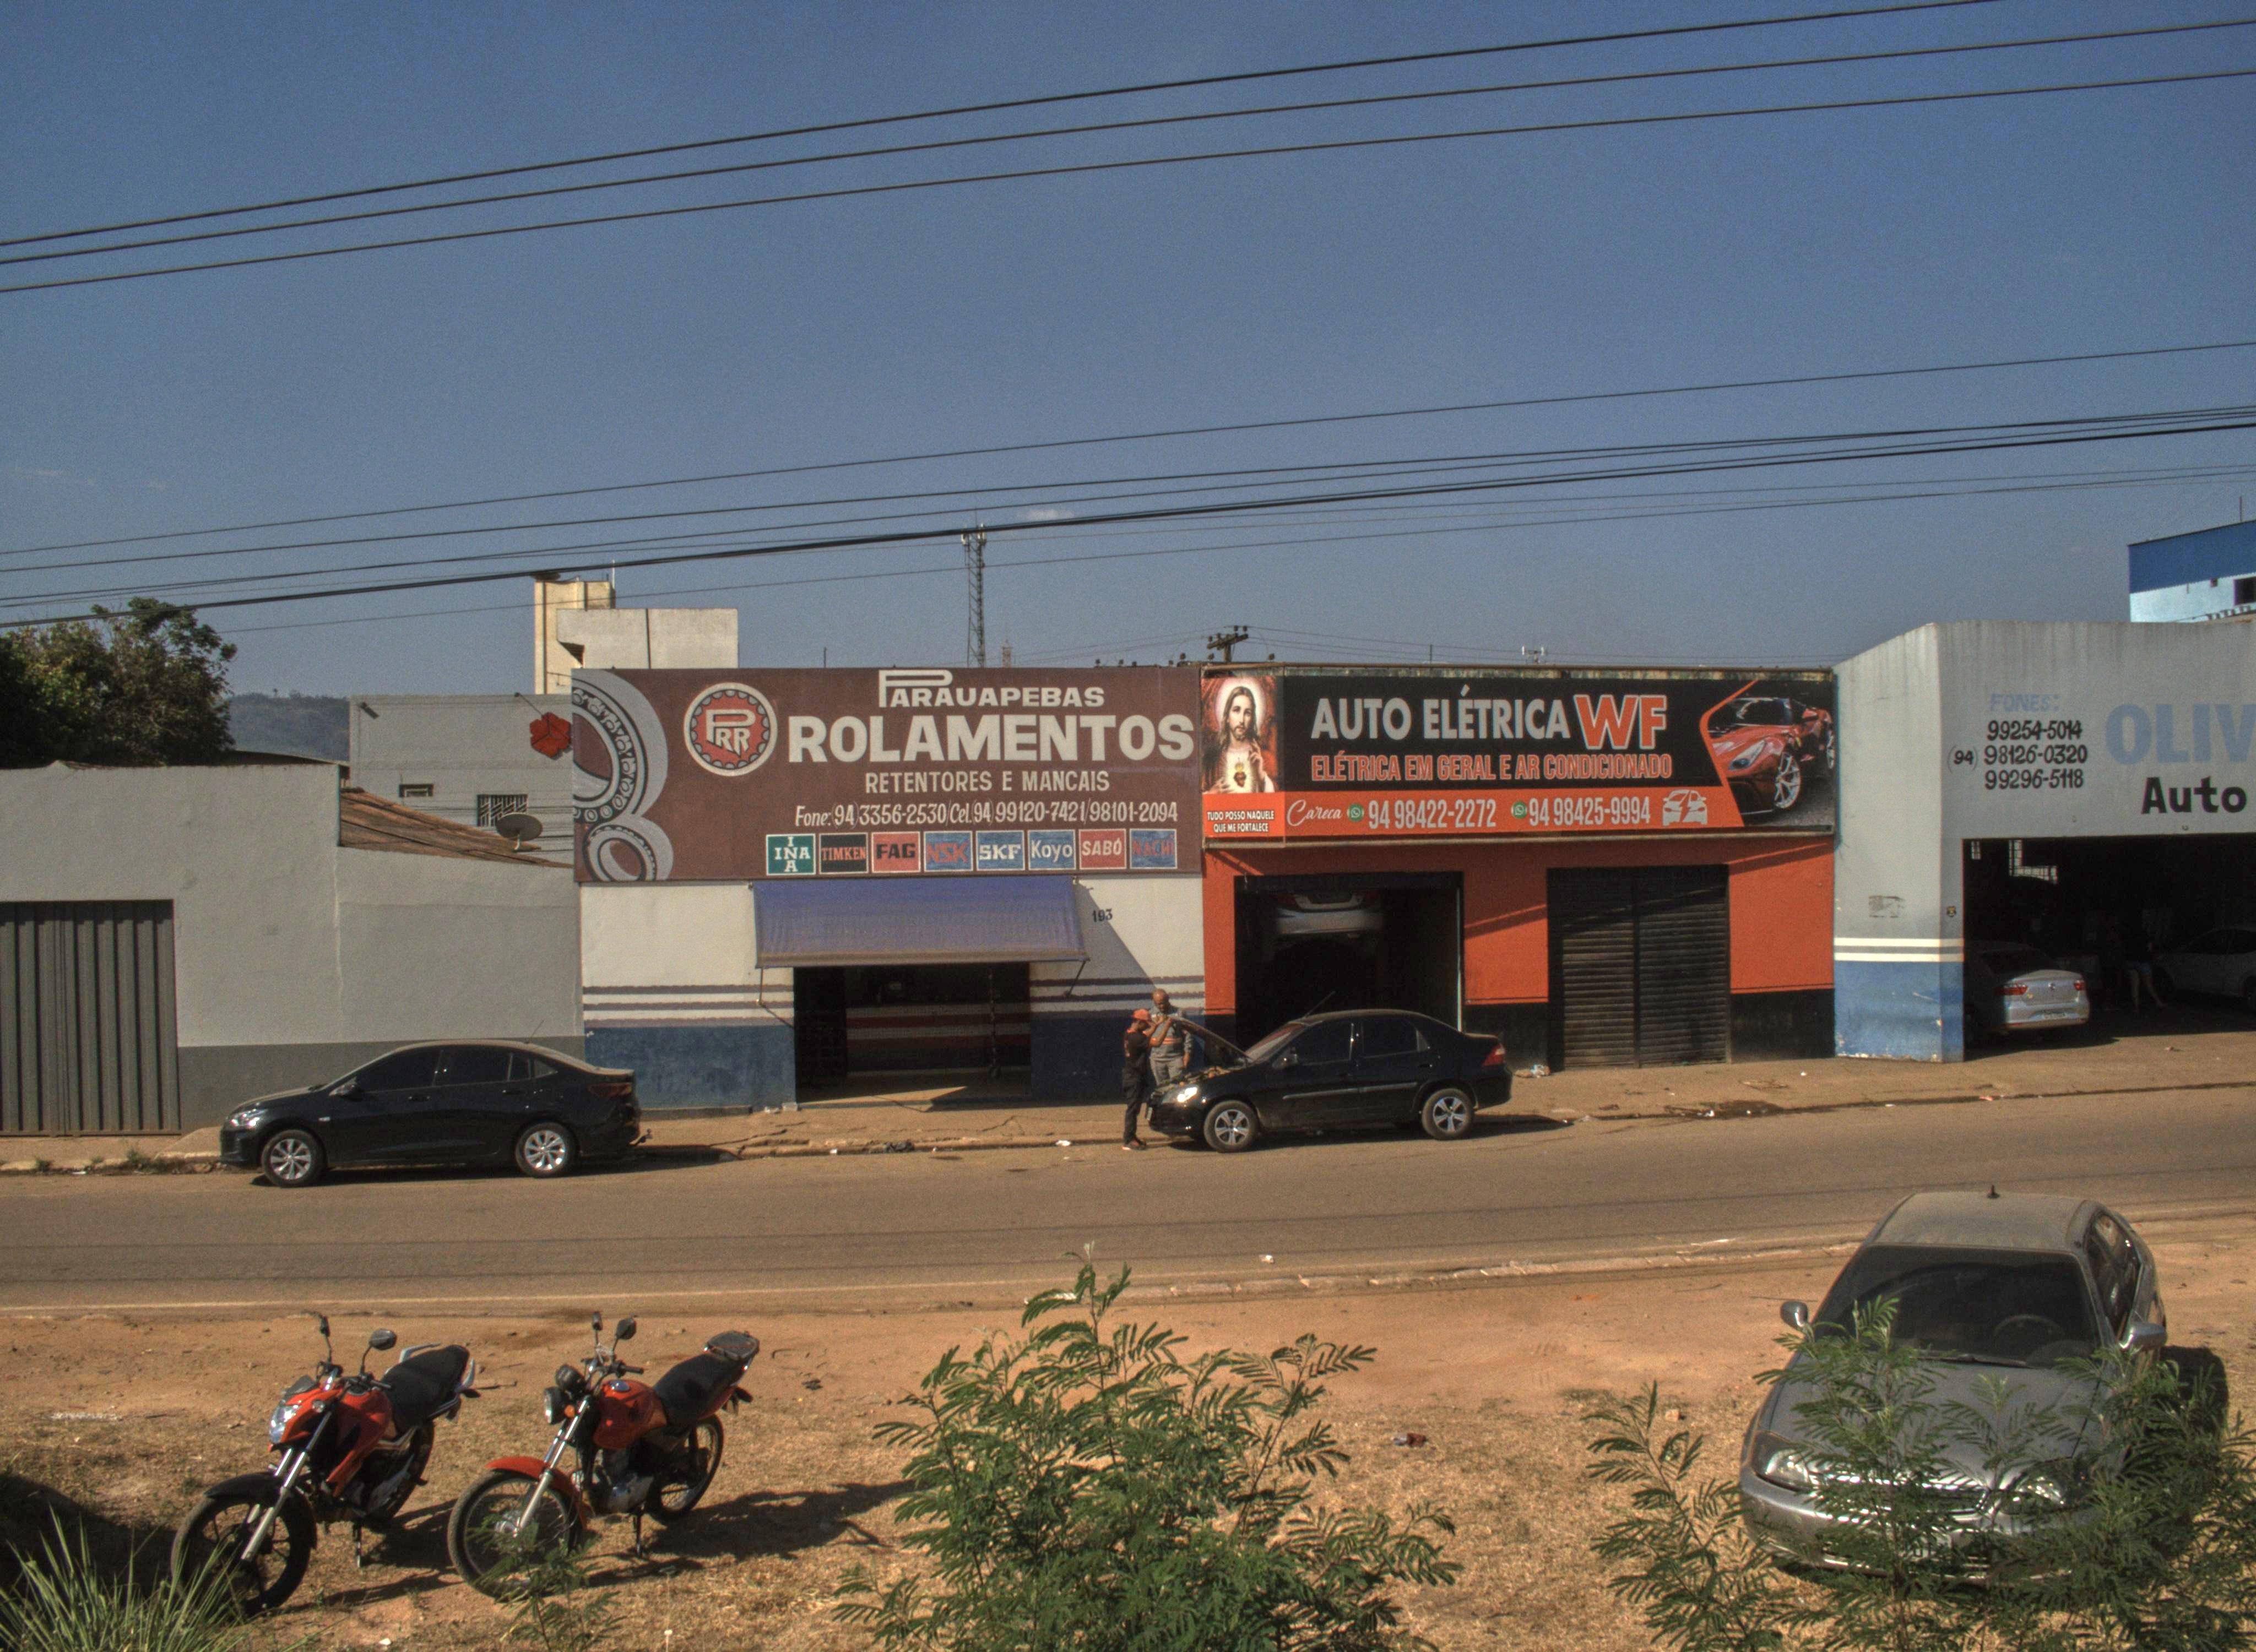 PRR
PARAUAPEBAS
ROLAMENTOS
RETENTORES E MANCAIS
Fone: 94) 3356-2530/Cel. 94) 99120-7421/98101-2094
INA
INA TIMKEN FAG NSK SKF Koyo SABÓ NACHI
193
AUTO ELÉTRICA WF
ELÉTRICA EM GERAL E AR CONDICIONADO
TUDO POSSO NAQUELE
QUE ME FORTALECE
Careca 94 98422-2272 94 98425-9994
FONES:
99254-5014
(94) 98126-0320
99296-5118
OLIV
Auto